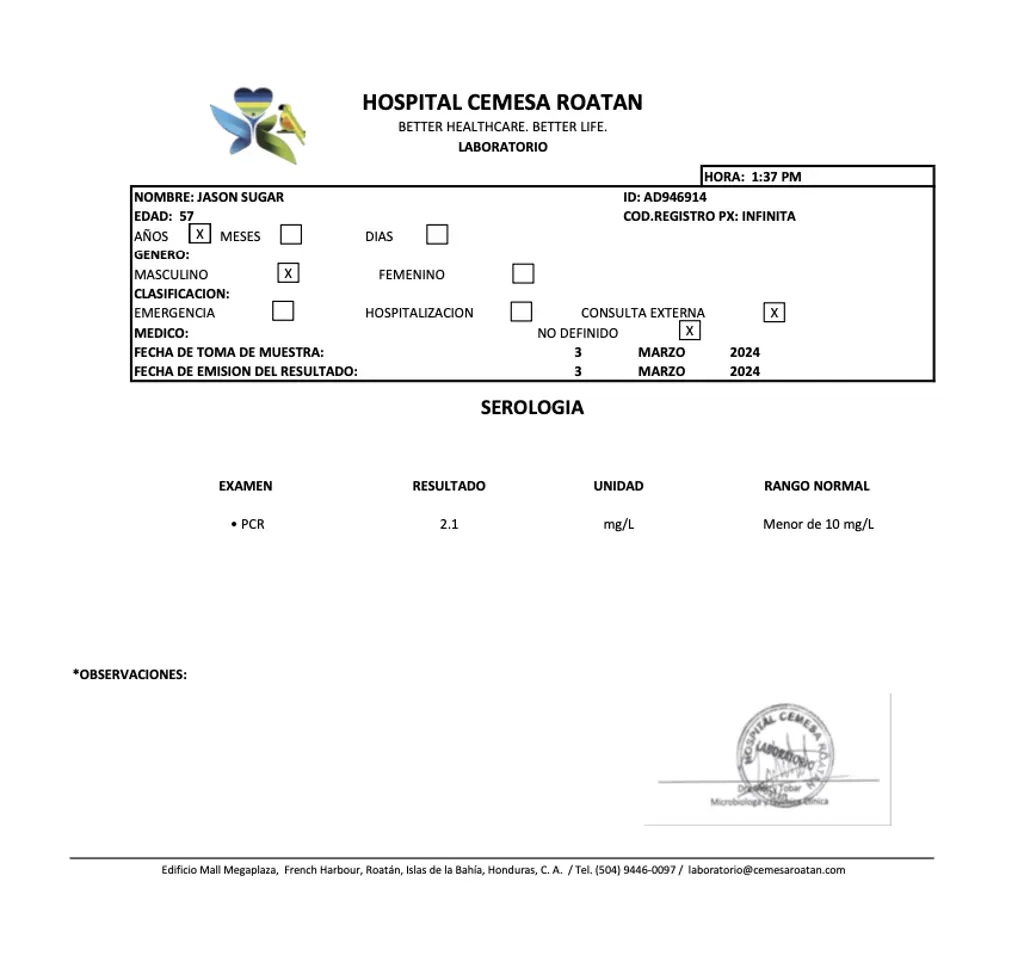 HOSPITAL CEMESA ROATAN
BETTER HEALTHCARE. BETTER LIFE.
LABORATORIO
HORA: 1:37 PM
NOMBRE: JASON SUGAR ID: AD946914
EDAD: 57 COD.REGISTRO PX: INFINITA
AÑOS X MESES DIAS
GENERO:
MASCULINO X FEMENINO
CLASIFICACION:
EMERGENCIA HOSPITALIZACION CONSULTA EXTERNA X
MEDICO: NO DEFINIDO X
FECHA DE TOMA DE MUESTRA: 3 MARZO 2024
FECHA DE EMISION DEL RESULTADO: 3 MARZO 2024
SEROLOGIA
EXAMEN RESULTADO UNIDAD RANGO NORMAL
• PCR 2.1 mg/L Menor de 10 mg/L
*OBSERVACIONES:
HOSPITAL CEMESA ROATAN
LABORATORIO
Tobar
Microbiologa y Clinica
Edificio Mall Megaplaza, French Harbour, Roatán, Islas de la Bahía, Honduras, C. A. / Tel. (504) 9446-0097 / laboratorio@cemesaroatan.com